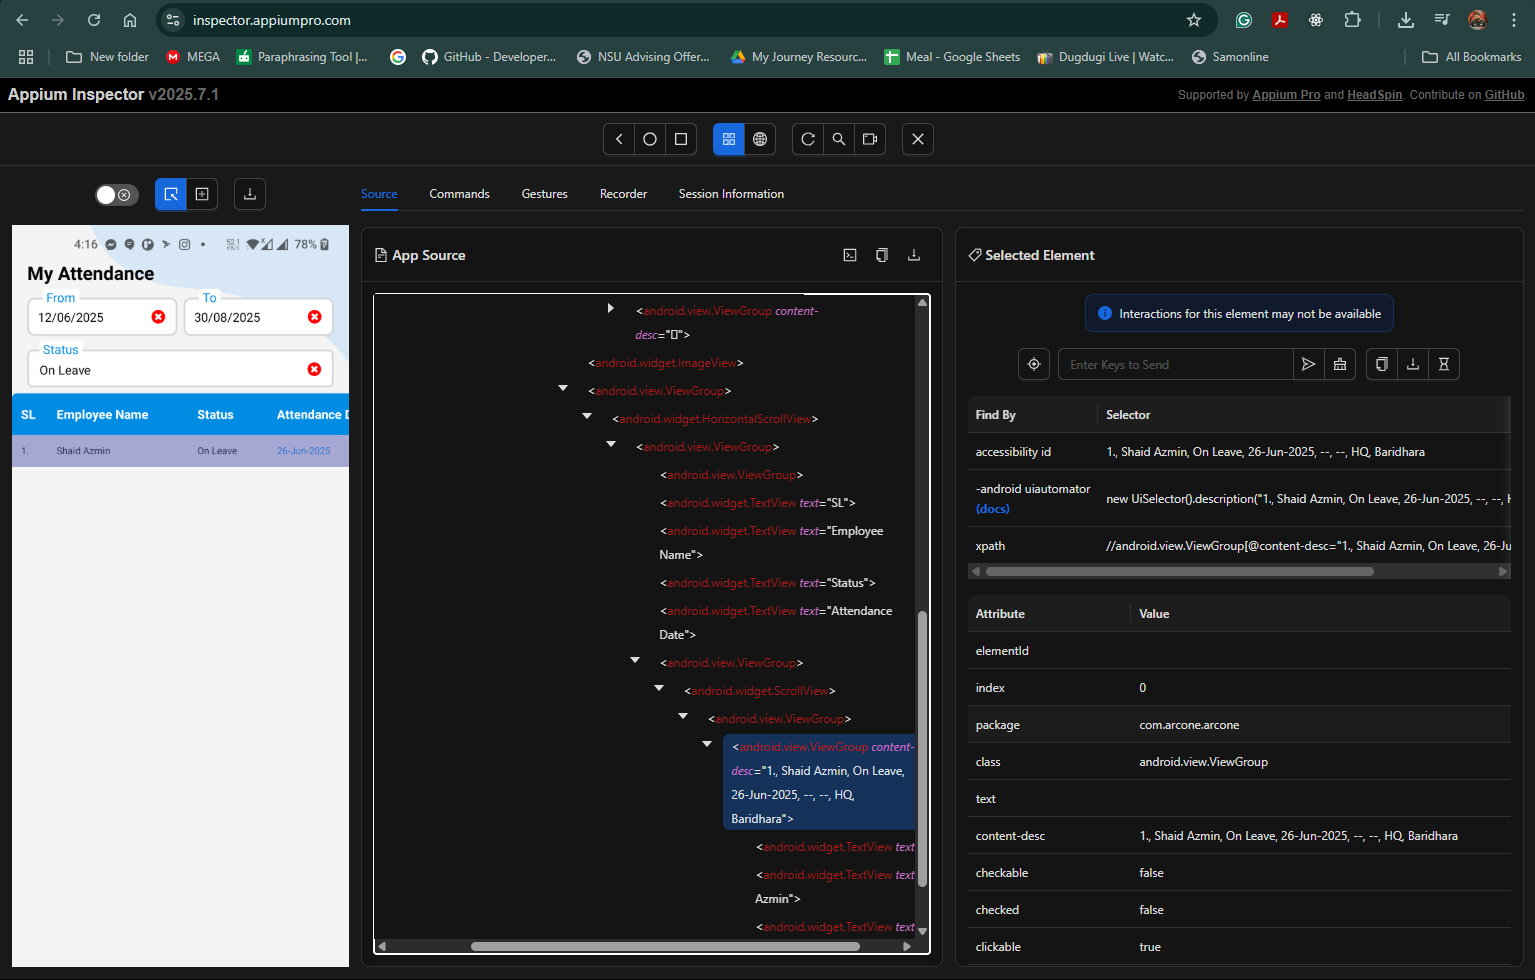 inspector.appiumpro.com
New folder
MEGA
Paraphrasing Tool |...
GitHub - Developer...
NSU Advising Offer...
My Journey Resourc...
Meal - Google Sheets
Dugdugi Live | Watc...
Samonline
All Bookmarks
Appium Inspector v2025.7.1
Supported by Appium Pro and HeadSpin. Contribute on GitHub.
Source
Commands
Gestures
Recorder
Session Information
4:16
78%
My Attendance
From
To
12/06/2025
30/08/2025
Status
On Leave
SL Employee Name Status Attendance D
1. Shaid Azmin On Leave 26-Jun-2025
App Source
<android.view.ViewGroup content-
desc="[]">
<android.widget.ImageView>
<android.view.ViewGroup>
<android.widget.HorizontalScrollView>
<android.view.ViewGroup>
<android.view.ViewGroup>
<android.widget.TextView text="SL">
<android.widget.TextView text="Employee
Name">
<android.widget.TextView text="Status">
<android.widget.TextView text="Attendance
Date">
<android.view.ViewGroup>
<android.widget.ScrollView>
<android.view.ViewGroup>
<android.view.ViewGroup content-
desc="1., Shaid Azmin, On Leave,
26-Jun-2025, --, --, HQ,
Baridhara">
<android.widget.TextView text
<android.widget.TextView text
Azmin">
<android.widget.TextView text
Selected Element
Interactions for this element may not be available
Enter Keys to Send
Find By Selector
accessibility id 1., Shaid Azmin, On Leave, 26-Jun-2025, --, --, HQ, Baridhara
-android uiautomator
(docs)
new UiSelector().description("1., Shaid Azmin, On Leave, 26-Jun-2025, --, --, H
xpath //android.view.ViewGroup[@content-desc="1., Shaid Azmin, On Leave, 26-Ju
Attribute Value
elementId
index 0
package com.arcone.arcone
class android.view.ViewGroup
text
content-desc 1., Shaid Azmin, On Leave, 26-Jun-2025, --, --, HQ, Baridhara
checkable false
checked false
clickable true